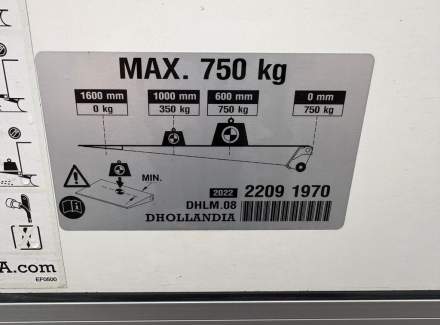 MAX. 750 kg
1600 mm 1000 mm 600 mm 0 mm
0 kg 350 kg 750 kg 750 kg
MIN.
2022 2209 1970
DHLM.08
DHOLLANDIA
A.com
EF0600